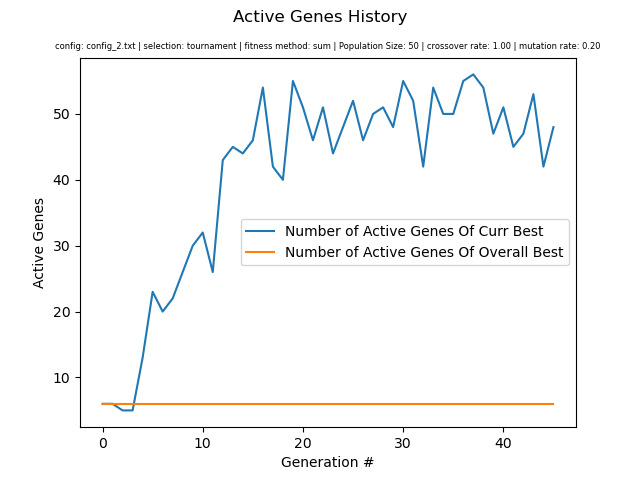 Active Genes History
config: config_2.txt | selection: tournament | fitness method: sum | Population Size: 50 | crossover rate: 1.00 | mutation rate: 0.20
50
40
30
20
10
Active Genes
Number of Active Genes Of Curr Best
Number of Active Genes Of Overall Best
0 10 20 30 40
Generation #